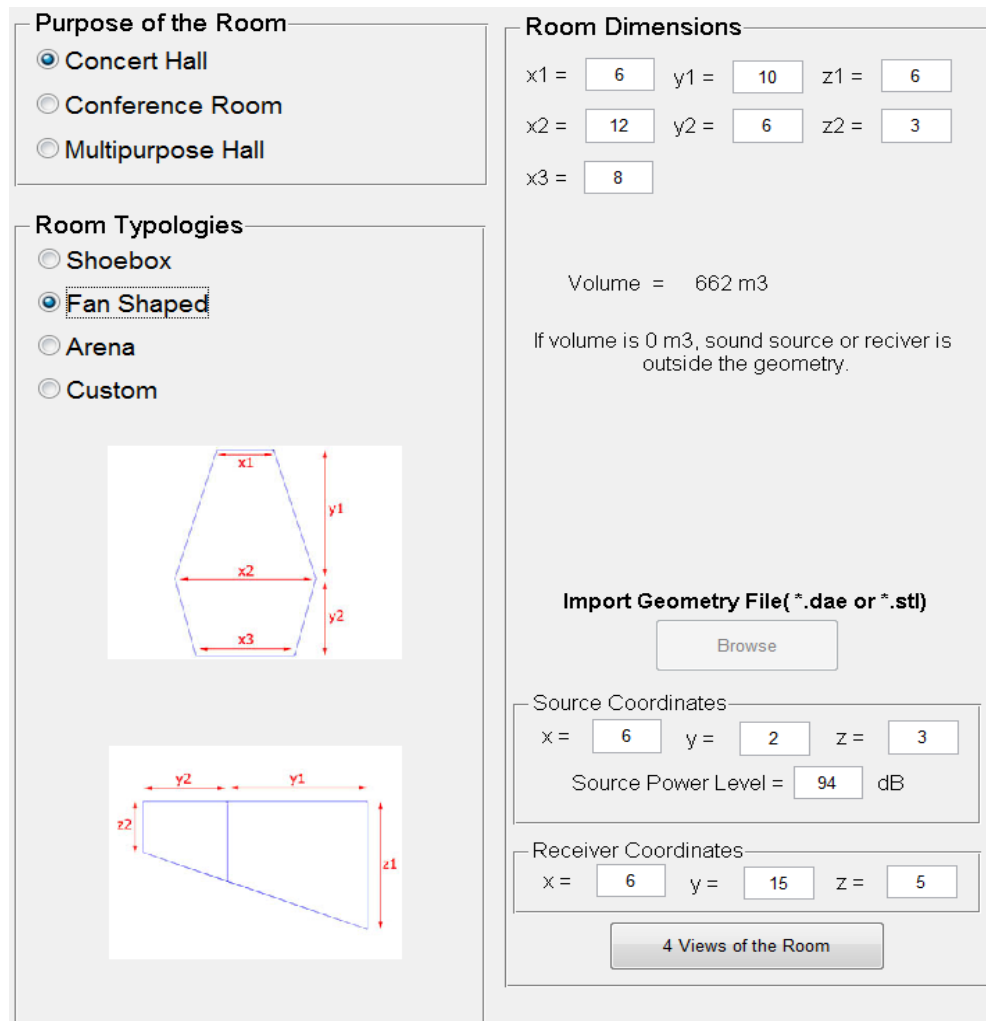 Purpose of the Room
Concert Hall
Conference Room
Multipurpose Hall
Room Typologies
Shoebox
Fan Shaped
Arena
Custom
x1
y1
x2
y2
x3
y2 y1
z2
z1
Room Dimensions
x1 = 6 y1 = 10 z1 = 6
x2 = 12 y2 = 6 z2 = 3
x3 = 8
Volume = 662 m3
If volume is 0 m3, sound source or reciver is
outside the geometry.
Import Geometry File( *.dae or *.stl)
Browse
Source Coordinates
x = 6 y = 2 z = 3
Source Power Level = 94 dB
Receiver Coordinates
x = 6 y = 15 z = 5
4 Views of the Room